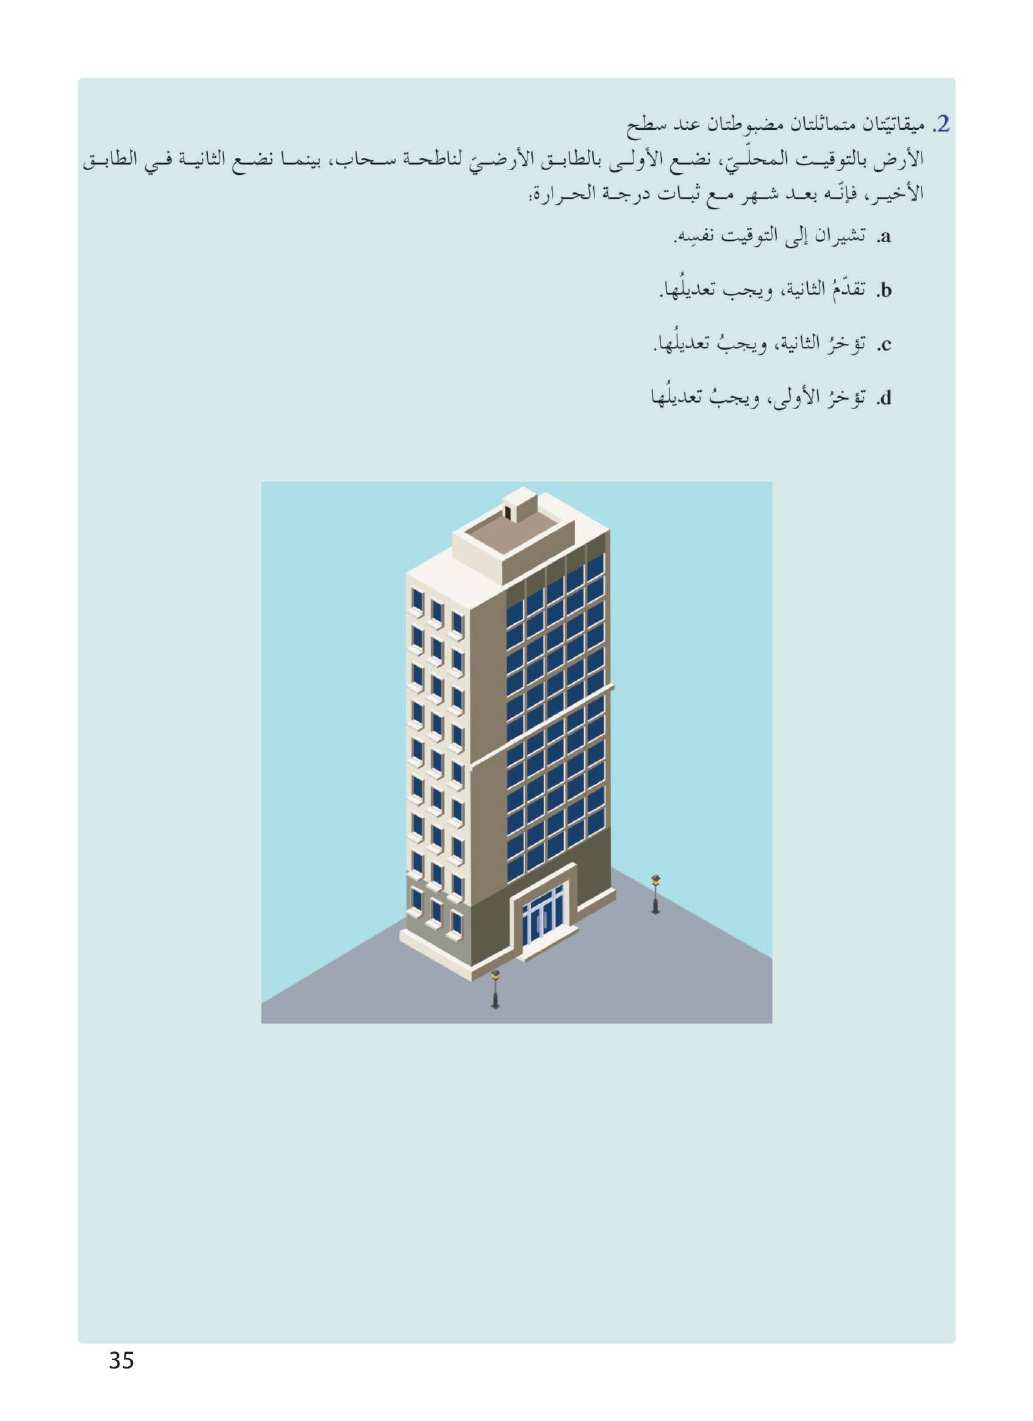 2. ميقاتيّتان متماثلتان مضبوطتان عند سطح
الأرض بالتوقيت المحلّيّ، نضع الأولى بالطابق الأرضيّ لناطحة سحاب، بينما نضع الثانية في الطابق
الأخير، فإنّه بعد شهر مع ثبات درجة الحرارة:
a. تشيران إلى التوقيت نفسِه.
b. تقدّمُ الثانية، ويجب تعديلُها.
c. تؤخرُ الثانية، ويجبُ تعديلُها.
d. تؤخرُ الأولى، ويجبُ تعديلُها
35